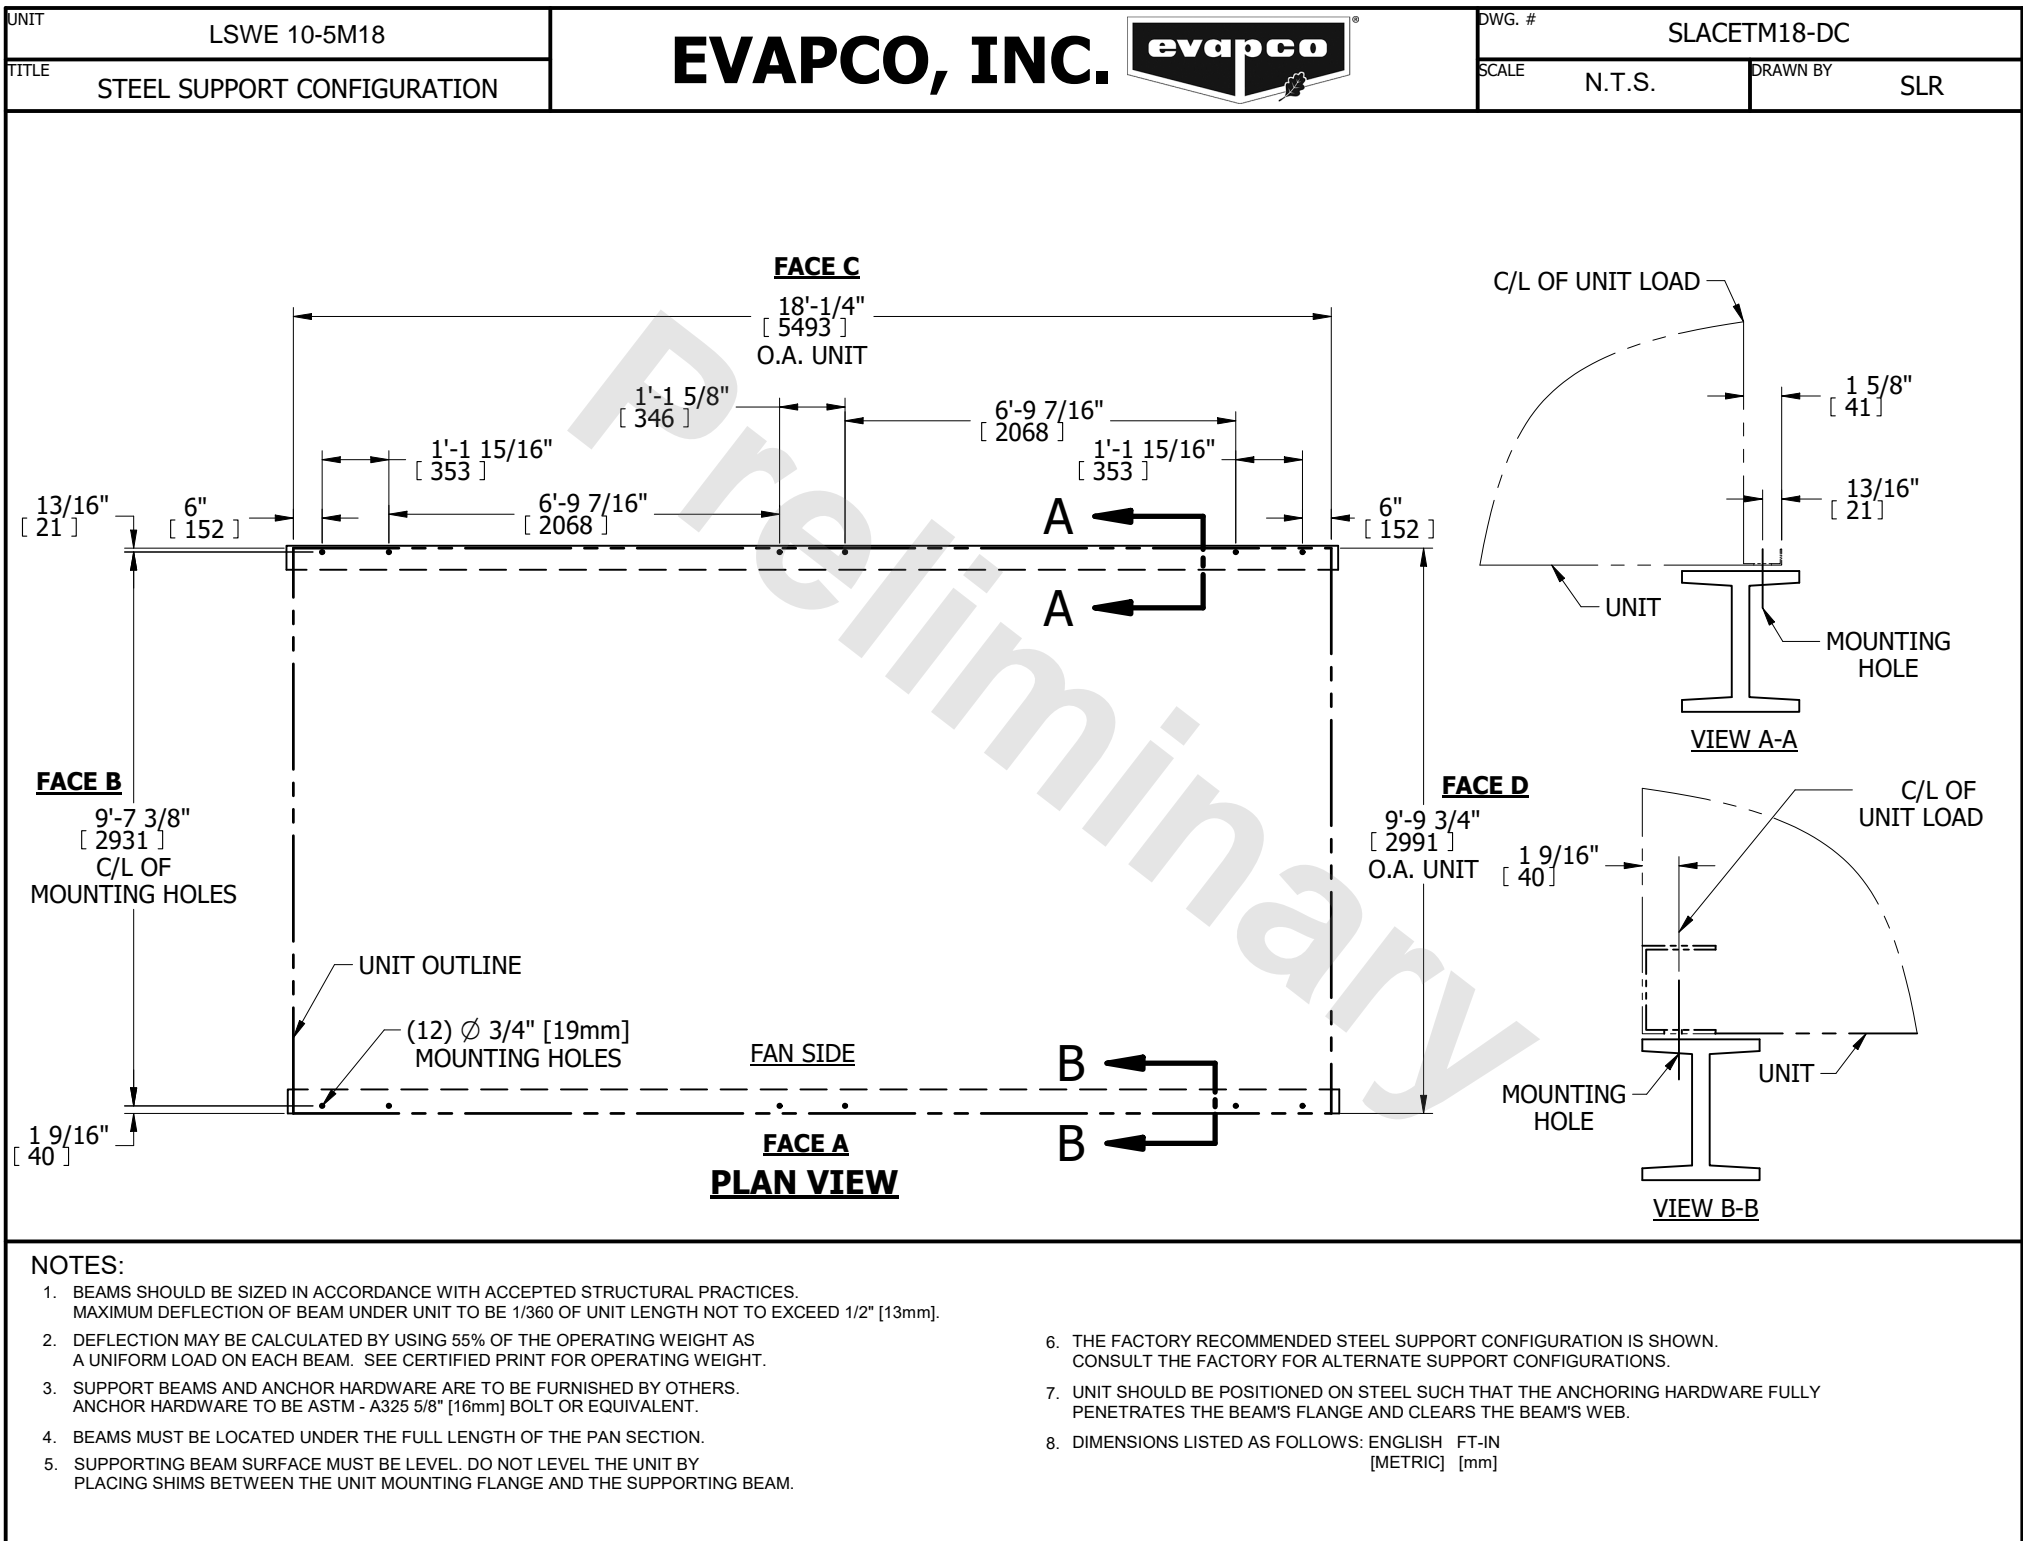 UNIT
LSWE 10-5M18
TITLE
STEEL SUPPORT CONFIGURATION
EVAPCO, INC.
evapco
®
DWG. #
SLACETM18-DC
SCALE
N.T.S.
DRAWN BY
SLR
FACE C
18'-1/4"
[ 5493 ]
O.A. UNIT
1'-1 5/8"
[ 346 ]
6'-9 7/16"
[ 2068 ]
1'-1 15/16"
[ 353 ]
1'-1 15/16"
[ 353 ]
13/16"
[ 21 ]
6"
[ 152 ]
6'-9 7/16"
[ 2068 ]
6"
[ 152 ]
A
A
FACE B
9'-7 3/8"
[ 2931 ]
C/L OF
MOUNTING HOLES
FACE D
9'-9 3/4"
[ 2991 ]
O.A. UNIT
UNIT OUTLINE
(12) Ø 3/4" [19mm]
MOUNTING HOLES
FAN SIDE
B
B
1 9/16"
[ 40 ]
FACE A
PLAN VIEW
C/L OF UNIT LOAD
1 5/8"
[ 41 ]
13/16"
[ 21 ]
UNIT
MOUNTING
HOLE
VIEW A-A
C/L OF
UNIT LOAD
1 9/16"
[ 40 ]
UNIT
MOUNTING
HOLE
VIEW B-B
Preliminary
NOTES:
1. BEAMS SHOULD BE SIZED IN ACCORDANCE WITH ACCEPTED STRUCTURAL PRACTICES.
MAXIMUM DEFLECTION OF BEAM UNDER UNIT TO BE 1/360 OF UNIT LENGTH NOT TO EXCEED 1/2" [13mm].
2. DEFLECTION MAY BE CALCULATED BY USING 55% OF THE OPERATING WEIGHT AS
A UNIFORM LOAD ON EACH BEAM. SEE CERTIFIED PRINT FOR OPERATING WEIGHT.
3. SUPPORT BEAMS AND ANCHOR HARDWARE ARE TO BE FURNISHED BY OTHERS.
ANCHOR HARDWARE TO BE ASTM - A325 5/8" [16mm] BOLT OR EQUIVALENT.
4. BEAMS MUST BE LOCATED UNDER THE FULL LENGTH OF THE PAN SECTION.
5. SUPPORTING BEAM SURFACE MUST BE LEVEL. DO NOT LEVEL THE UNIT BY
PLACING SHIMS BETWEEN THE UNIT MOUNTING FLANGE AND THE SUPPORTING BEAM.
6. THE FACTORY RECOMMENDED STEEL SUPPORT CONFIGURATION IS SHOWN.
CONSULT THE FACTORY FOR ALTERNATE SUPPORT CONFIGURATIONS.
7. UNIT SHOULD BE POSITIONED ON STEEL SUCH THAT THE ANCHORING HARDWARE FULLY
PENETRATES THE BEAM'S FLANGE AND CLEARS THE BEAM'S WEB.
8. DIMENSIONS LISTED AS FOLLOWS: ENGLISH FT-IN
[METRIC] [mm]